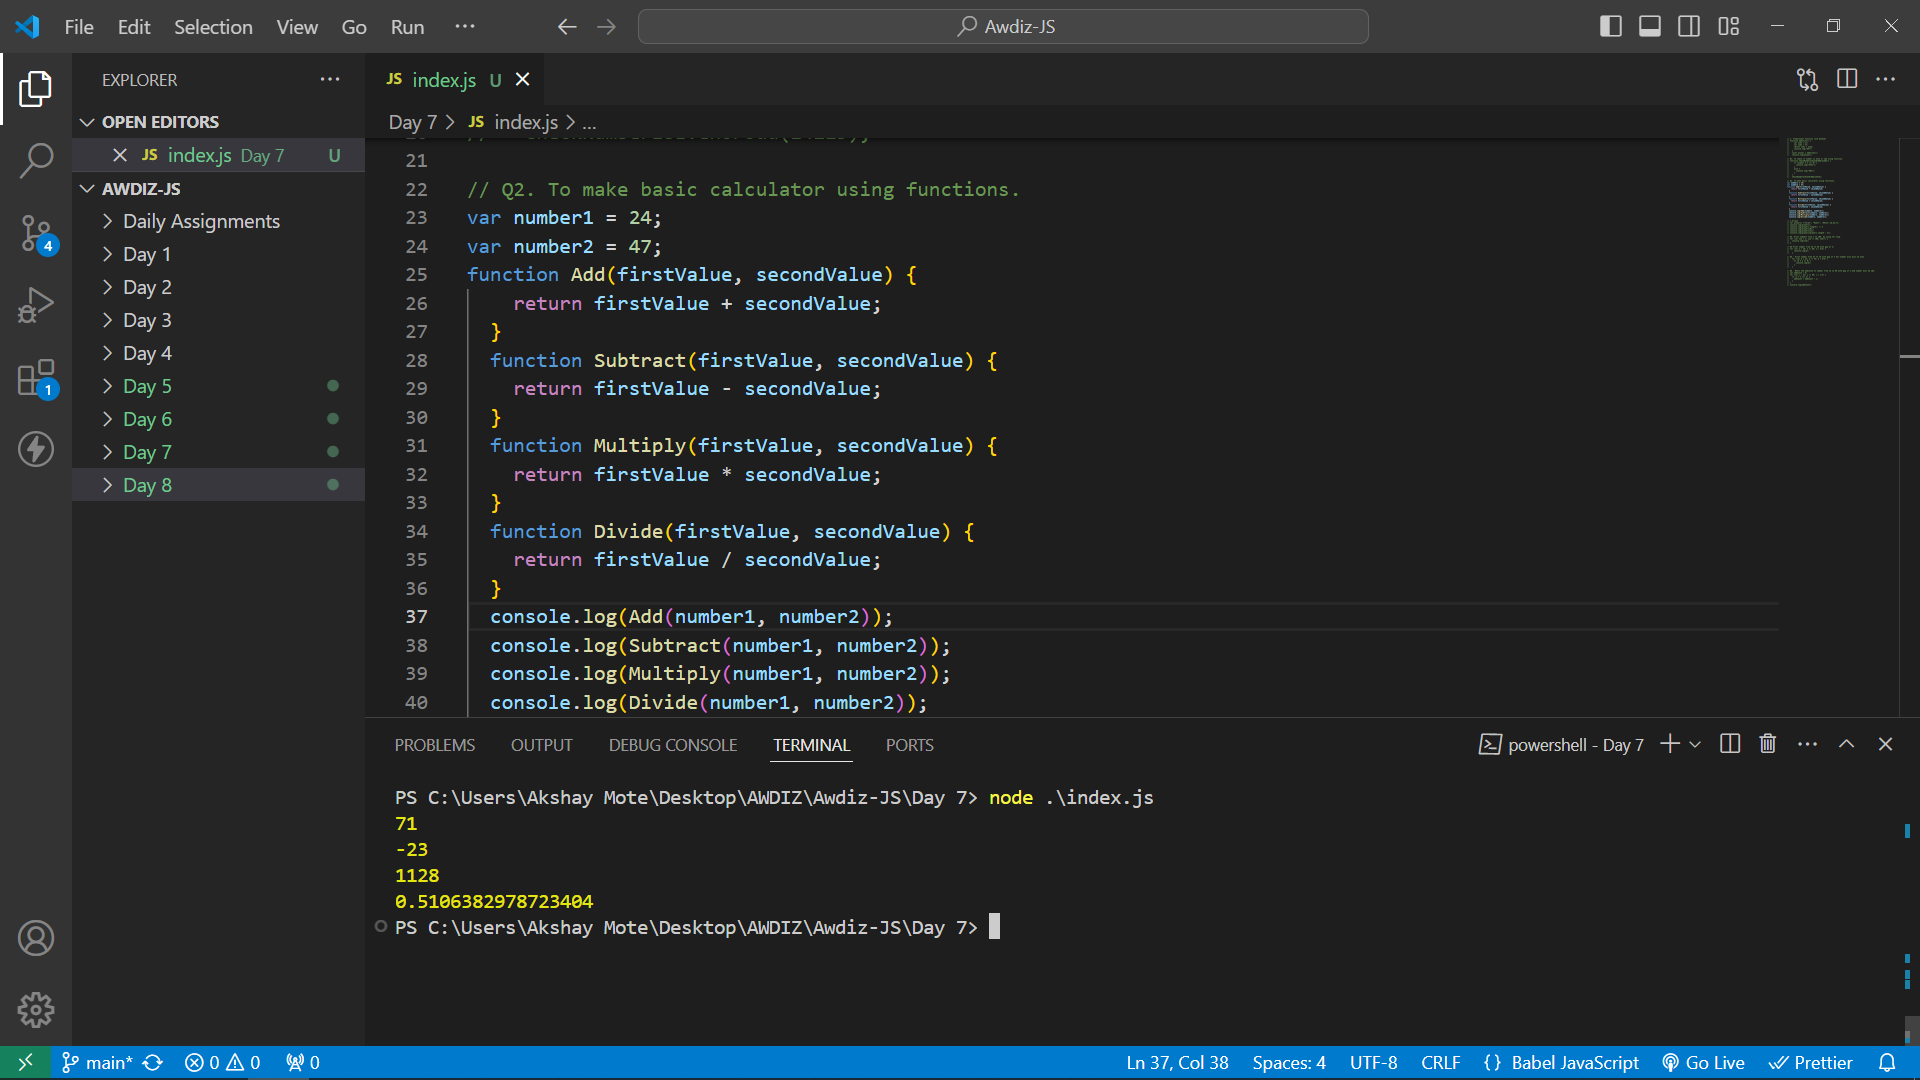 File Edit Selection View Go Run ··· Awdiz-JS
EXPLORER ···
OPEN EDITORS
JS index.js Day 7 U
AWDIZ-JS
Daily Assignments
Day 1
Day 2
Day 3
Day 4
Day 5
Day 6
Day 7
Day 8
4
1
JS index.js U
Day 7 > JS index.js > ...
21
22 // Q2. To make basic calculator using functions.
23 var number1 = 24;
24 var number2 = 47;
25 function Add(firstValue, secondValue) {
26 return firstValue + secondValue;
27 }
28 function Subtract(firstValue, secondValue) {
29 return firstValue - secondValue;
30 }
31 function Multiply(firstValue, secondValue) {
32 return firstValue * secondValue;
33 }
34 function Divide(firstValue, secondValue) {
35 return firstValue / secondValue;
36 }
37 console.log(Add(number1, number2));
38 console.log(Subtract(number1, number2));
39 console.log(Multiply(number1, number2));
40 console.log(Divide(number1, number2));
PROBLEMS OUTPUT DEBUG CONSOLE TERMINAL PORTS powershell - Day 7
PS C:\Users\Akshay Mote\Desktop\AWDIZ\Awdiz-JS\Day 7> node .\index.js
71
-23
1128
0.5106382978723404
PS C:\Users\Akshay Mote\Desktop\AWDIZ\Awdiz-JS\Day 7>
main* 0 0 0 Ln 37, Col 38 Spaces: 4 UTF-8 CRLF {} Babel JavaScript Go Live Prettier